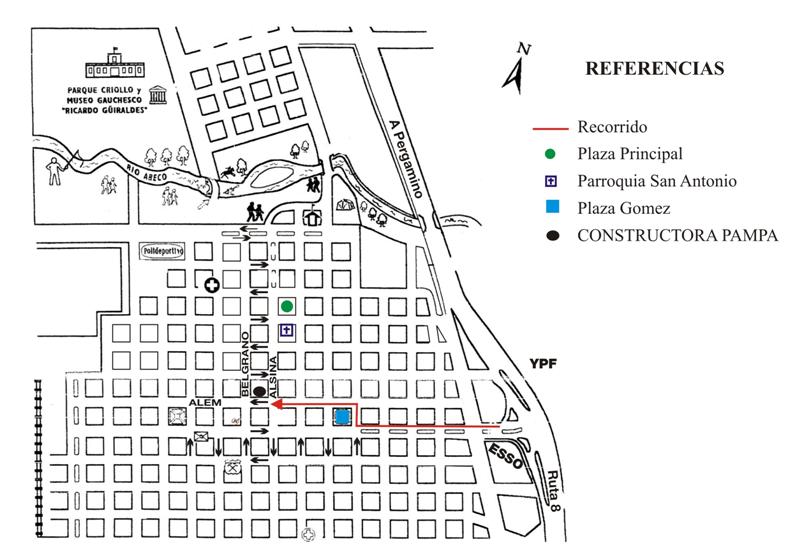 N
REFERENCIAS
Recorrido
Plaza Principal
Parroquia San Antonio
Plaza Gomez
CONSTRUCTORA PAMPA
PARQUE CRIOLLO y
MUSEO GAUCHESCO
"RICARDO GÜIRALDES"
A Pergamino
RIO ARECO
Polideportivo
BELGRANO
ALSINA
ALEM
YPF
ESSO
Ruta 8